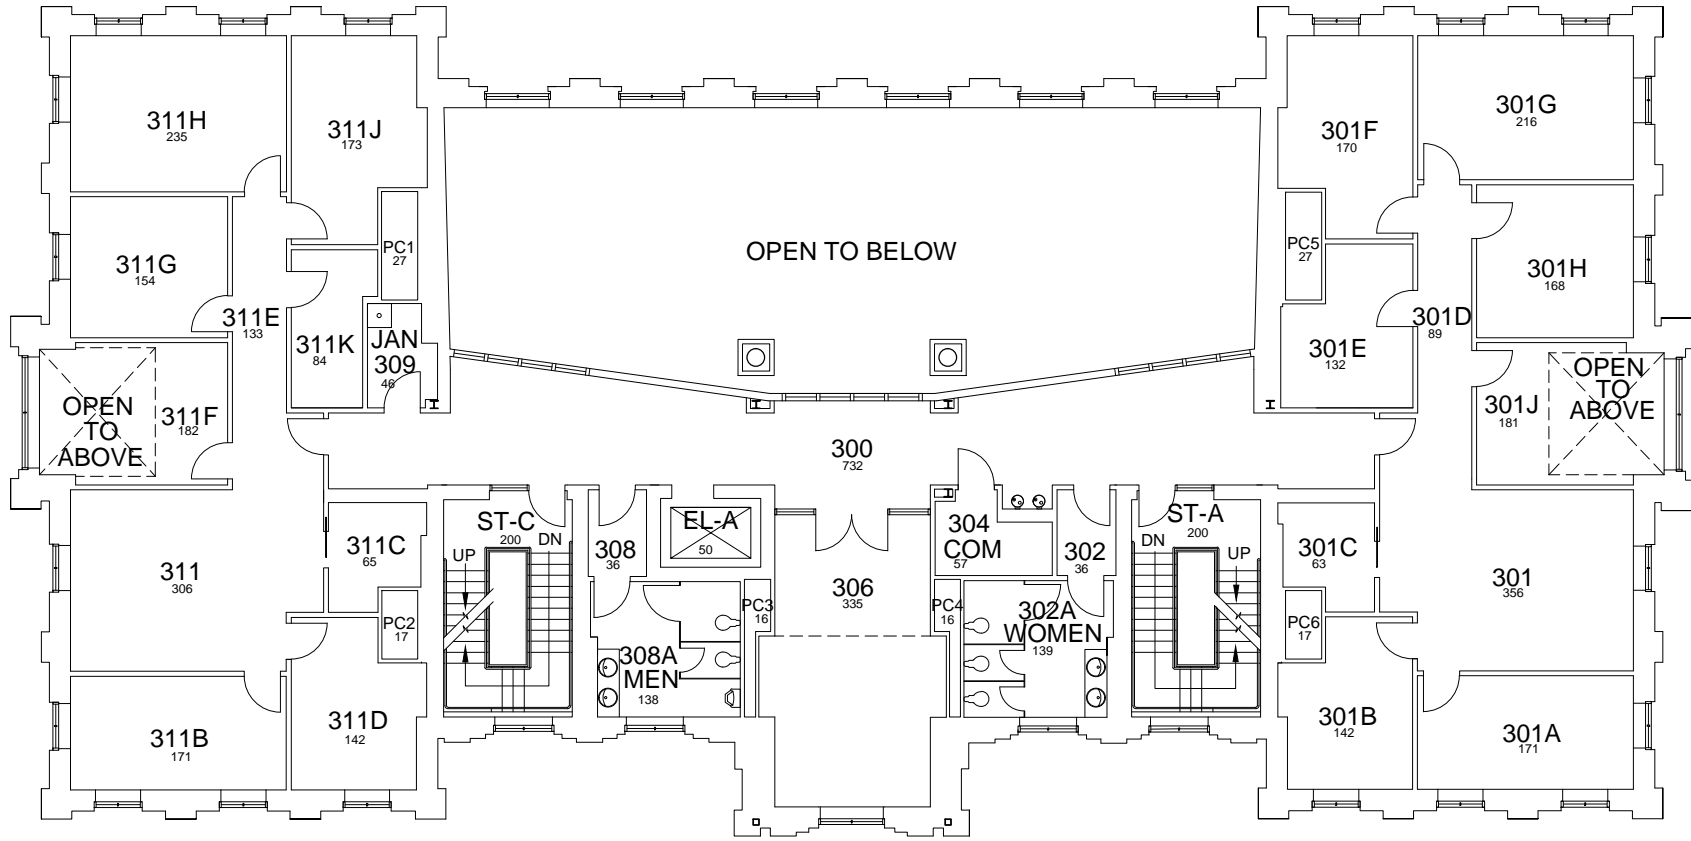 311H
235
311J
173
301F
170
301G
216
311G
154
PC1
27
OPEN TO BELOW
PC5
27
301H
168
311E
133
311K
84
JAN
309
46
301E
132
301D
89
OPEN
TO
ABOVE
311F
182
301J
181
OPEN
TO
ABOVE
300
732
ST-C
200
UP
DN
308
36
EL-A
50
304
COM
57
302
36
ST-A
200
DN
UP
311C
65
301C
63
311
306
306
335
301
356
PC2
17
PC3
16
PC4
16
302A
WOMEN
139
PC6
17
308A
MEN
138
311B
171
311D
142
301B
142
301A
171